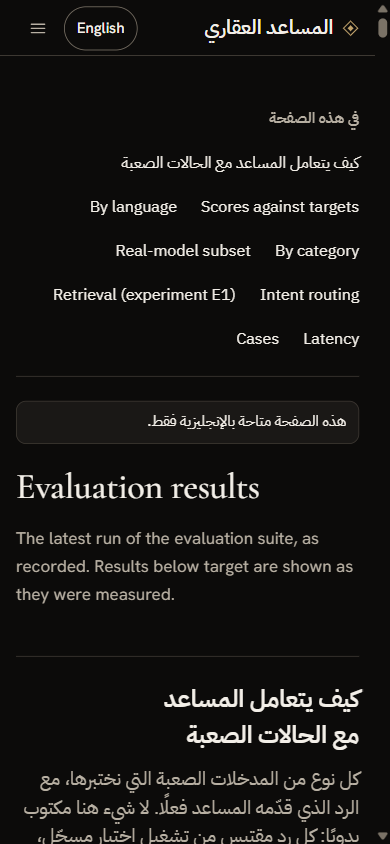 المساعد العقاري
English
في هذه الصفحة
كيف يتعامل المساعد مع الحالات الصعبة
Scores against targets
By language
By category
Real-model subset
Intent routing
Retrieval (experiment E1)
Latency
Cases
هذه الصفحة متاحة بالإنجليزية فقط.
Evaluation results
The latest run of the evaluation suite, as
recorded. Results below target are shown as
they were measured.
كيف يتعامل المساعد
مع الحالات الصعبة
كل نوع من المدخلات الصعبة التي نختبرها، مع
الرد الذي قدّمه المساعد فعلًا. لا شيء هنا مكتوب
يدويًا: كل رد مقتبس من تشغيل اختبار مسجّل،